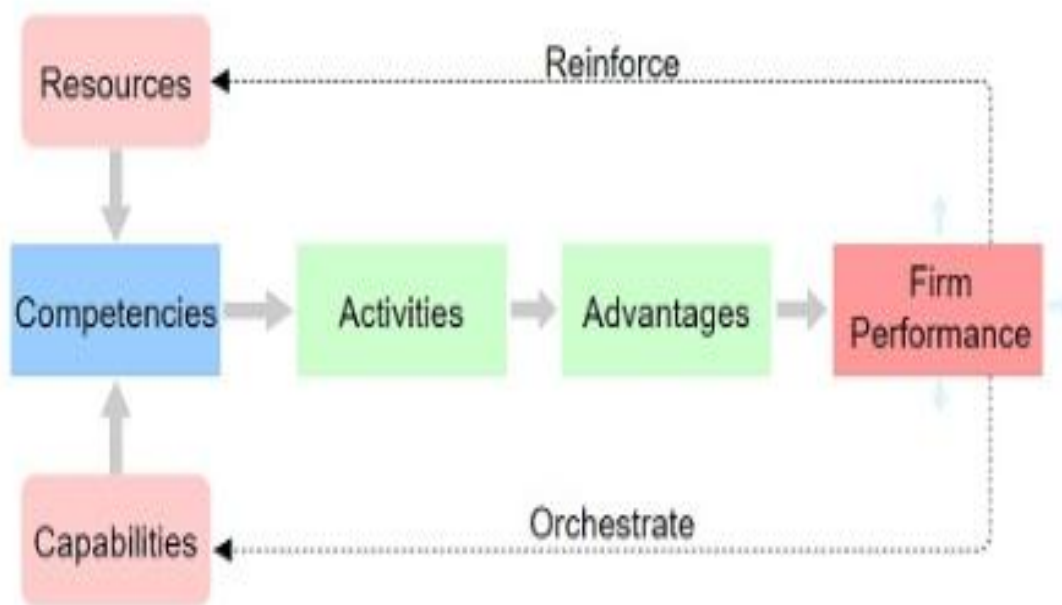 Reinforce
Resources
Competencies
Activities
Advantages
Firm
Performance
Capabilities
Orchestrate